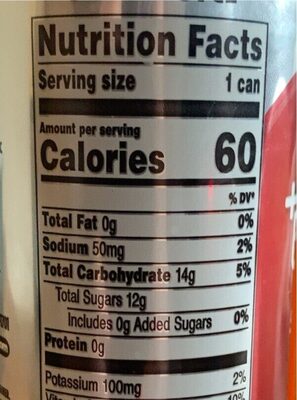 Nutrition Facts
Serving size 1 can
Amount per serving
Calories 60
% DV*
Total Fat 0g 0%
Sodium 50mg 2%
Total Carbohydrate 14g 5%
Total Sugars 12g
Includes 0g Added Sugars 0%
Protein 0g
Potassium 100mg 2%
10%